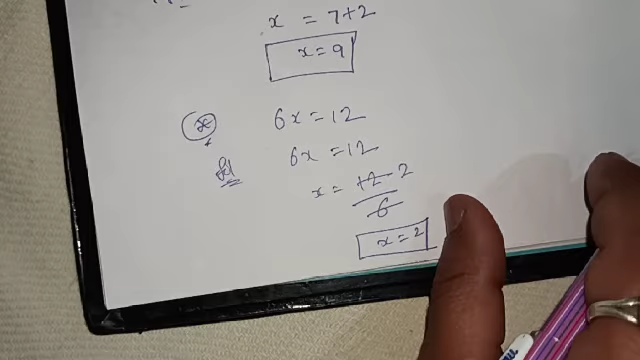 x = 7+2
x = 9
6x = 12
6x = 12
x = 12 2
6
x = 2